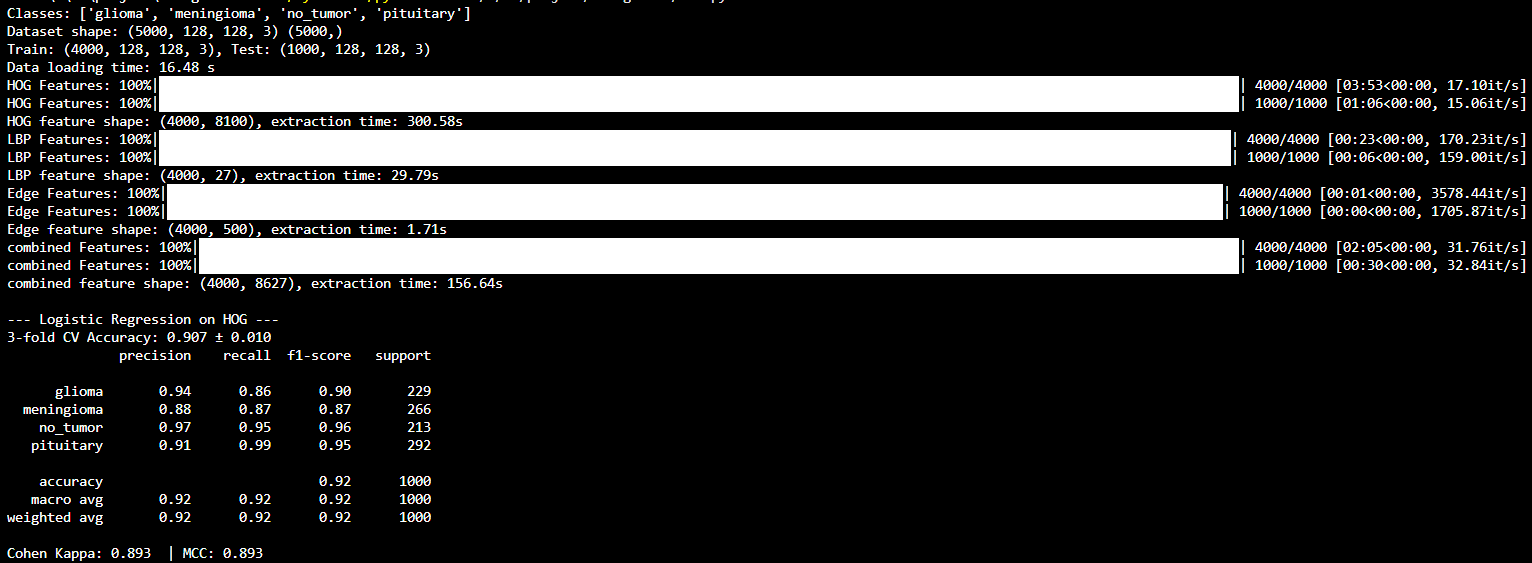 Classes: ['glioma', 'meningioma', 'no_tumor', 'pituitary']
Dataset shape: (5000, 128, 128, 3) (5000,)
Train: (4000, 128, 128, 3), Test: (1000, 128, 128, 3)
Data loading time: 16.48 s
HOG Features: 100%| | 4000/4000 [03:53<00:00, 17.10it/s]
HOG Features: 100%| | 1000/1000 [01:06<00:00, 15.06it/s]
HOG feature shape: (4000, 8100), extraction time: 300.58s
LBP Features: 100%| | 4000/4000 [00:23<00:00, 170.23it/s]
LBP Features: 100%| | 1000/1000 [00:06<00:00, 159.00it/s]
LBP feature shape: (4000, 27), extraction time: 29.79s
Edge Features: 100%| | 4000/4000 [00:01<00:00, 3578.44it/s]
Edge Features: 100%| | 1000/1000 [00:00<00:00, 1705.87it/s]
Edge feature shape: (4000, 500), extraction time: 1.71s
combined Features: 100%| | 4000/4000 [02:05<00:00, 31.76it/s]
combined Features: 100%| | 1000/1000 [00:30<00:00, 32.84it/s]
combined feature shape: (4000, 8627), extraction time: 156.64s
--- Logistic Regression on HOG ---
3-fold CV Accuracy: 0.907 ± 0.010
precision recall f1-score support
glioma 0.94 0.86 0.90 229
meningioma 0.88 0.87 0.87 266
no_tumor 0.97 0.95 0.96 213
pituitary 0.91 0.99 0.95 292
accuracy 0.92 1000
macro avg 0.92 0.92 0.92 1000
weighted avg 0.92 0.92 0.92 1000
Cohen Kappa: 0.893 | MCC: 0.893